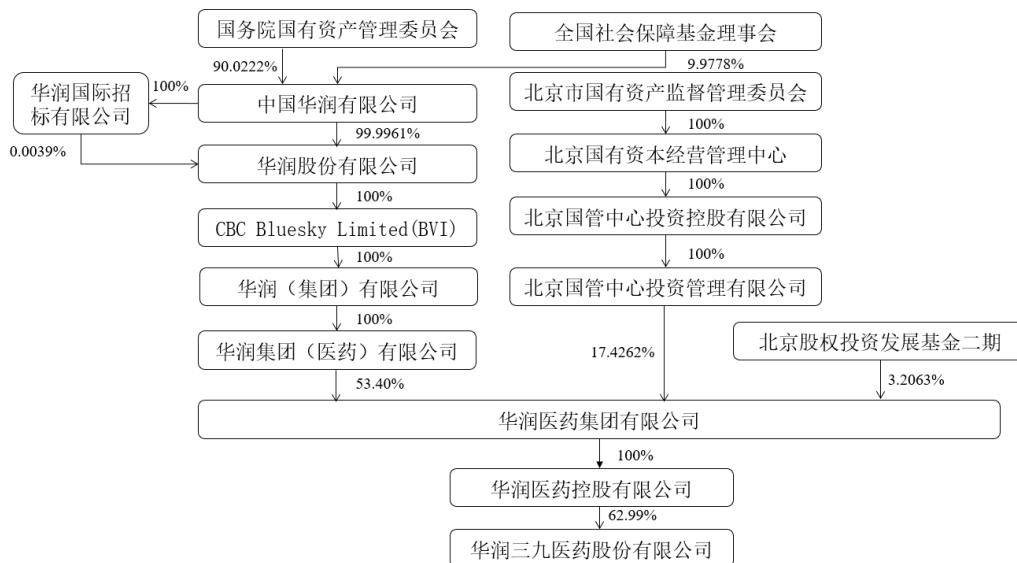 国务院国有资产管理委员会
全国社会保障基金理事会
90.0222%
9.9778%
华润国际招
标有限公司
100%
中国华润有限公司
北京市国有资产监督管理委员会
99.9961%
100%
0.0039%
华润股份有限公司
北京国有资本经营管理中心
100%
100%
CBC Bluesky Limited(BVI)
北京国管中心投资控股有限公司
100%
100%
华润（集团）有限公司
北京国管中心投资管理有限公司
100%
华润集团（医药）有限公司
17.4262%
北京股权投资发展基金二期
53.40%
3.2063%
华润医药集团有限公司
100%
华润医药控股有限公司
62.99%
华润三九医药股份有限公司